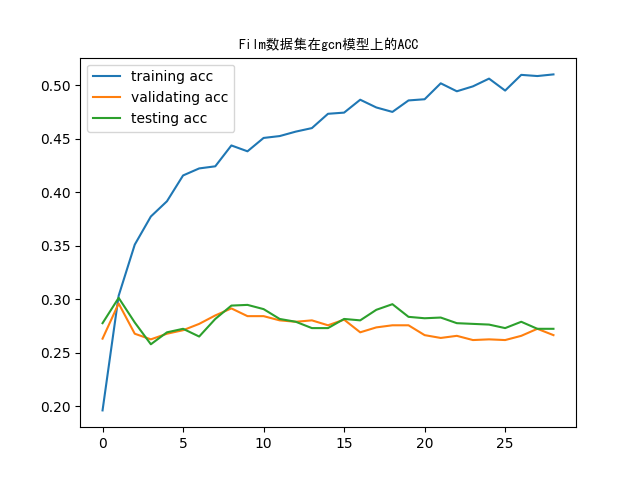 Film数据集在gcn模型上的ACC
training acc
validating acc
testing acc
0.50
0.45
0.40
0.35
0.30
0.25
0.20
0 5 10 15 20 25